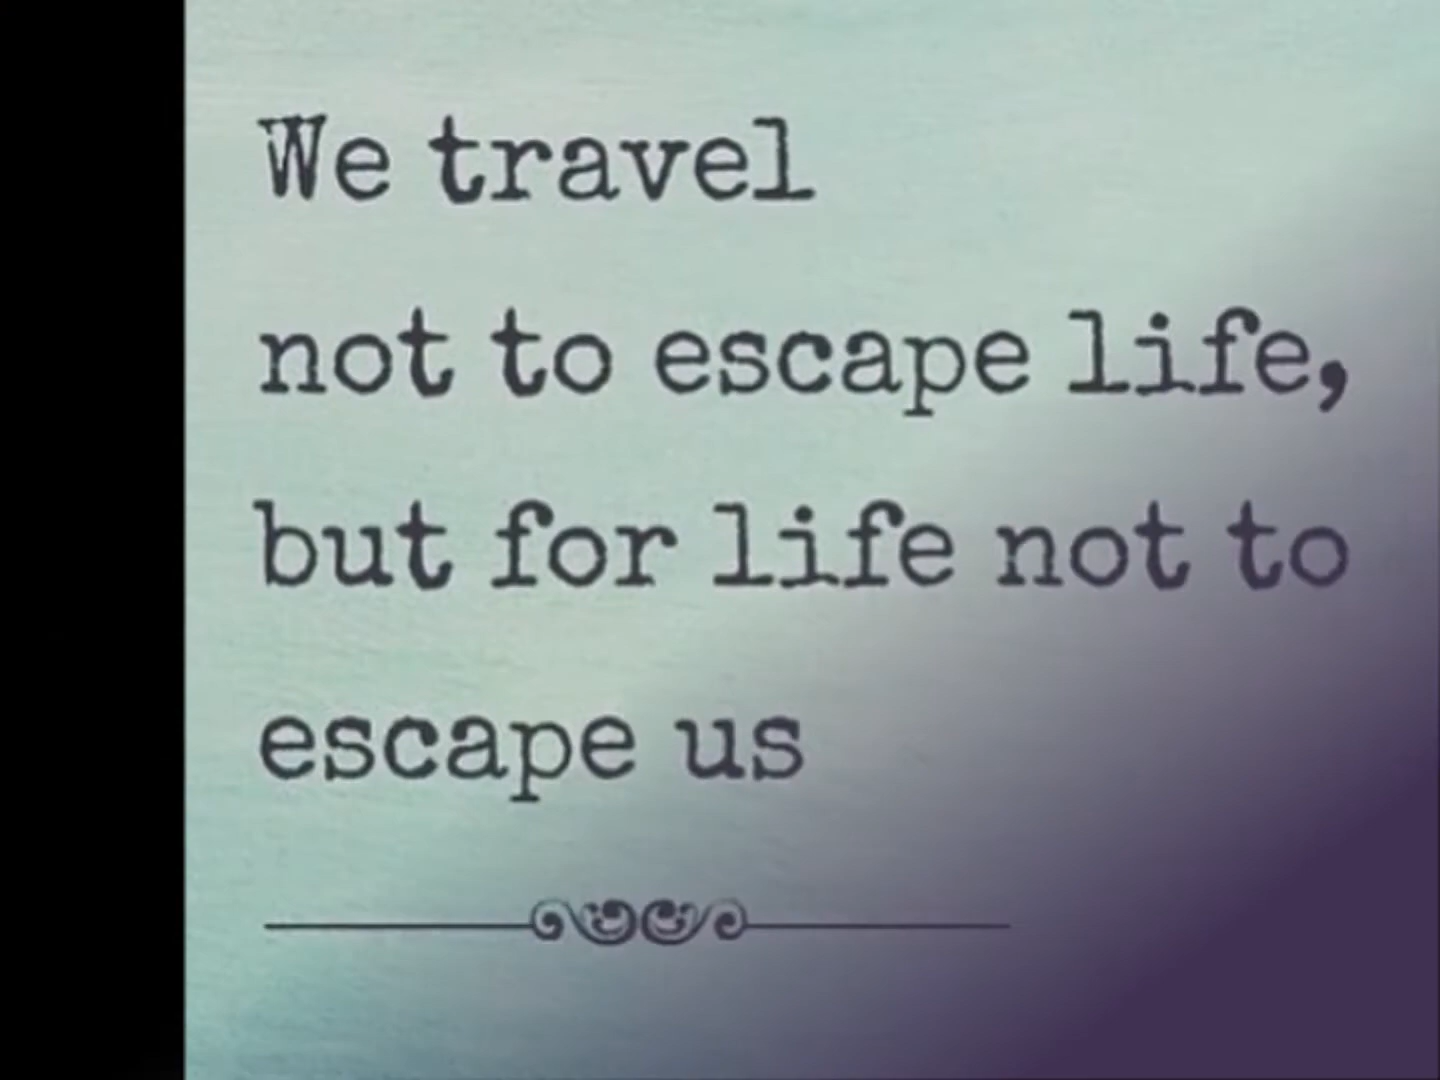 We travel
not to escape life,
but for life not to
escape us